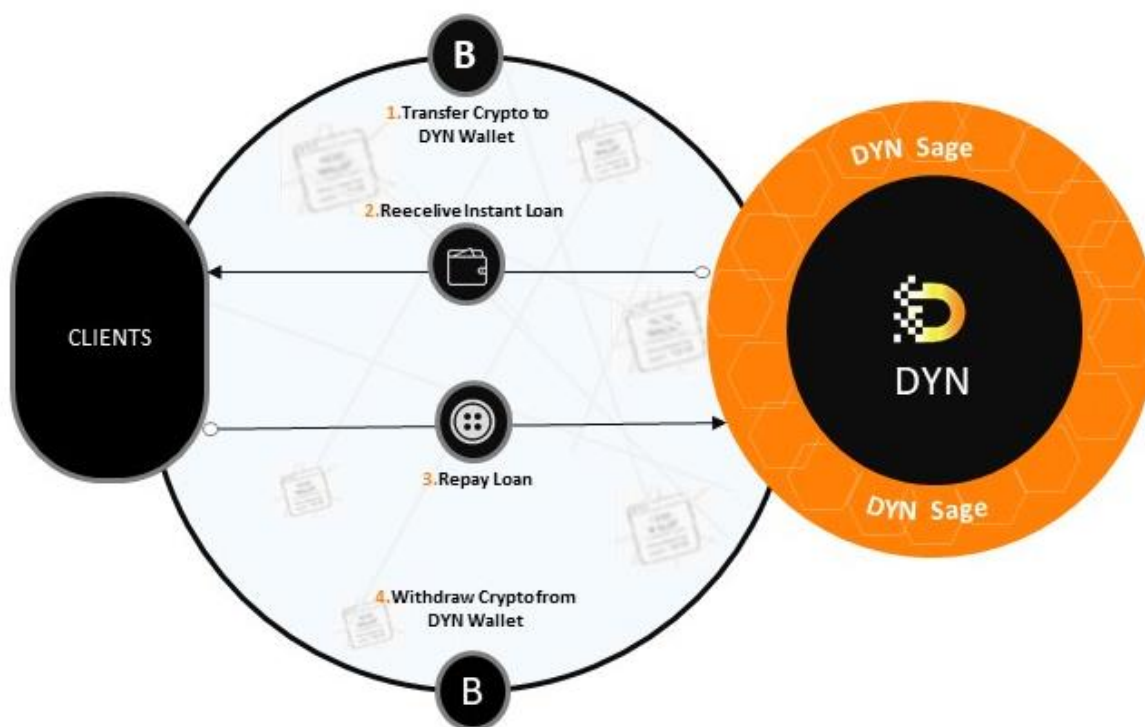 B
1.Transfer Crypto to
DYN Wallet
DYN Sage
2.Reecelive Instant Loan
CLIENTS
DYN
3.Repay Loan
DYN Sage
4.Withdraw Crypto from
DYN Wallet
B